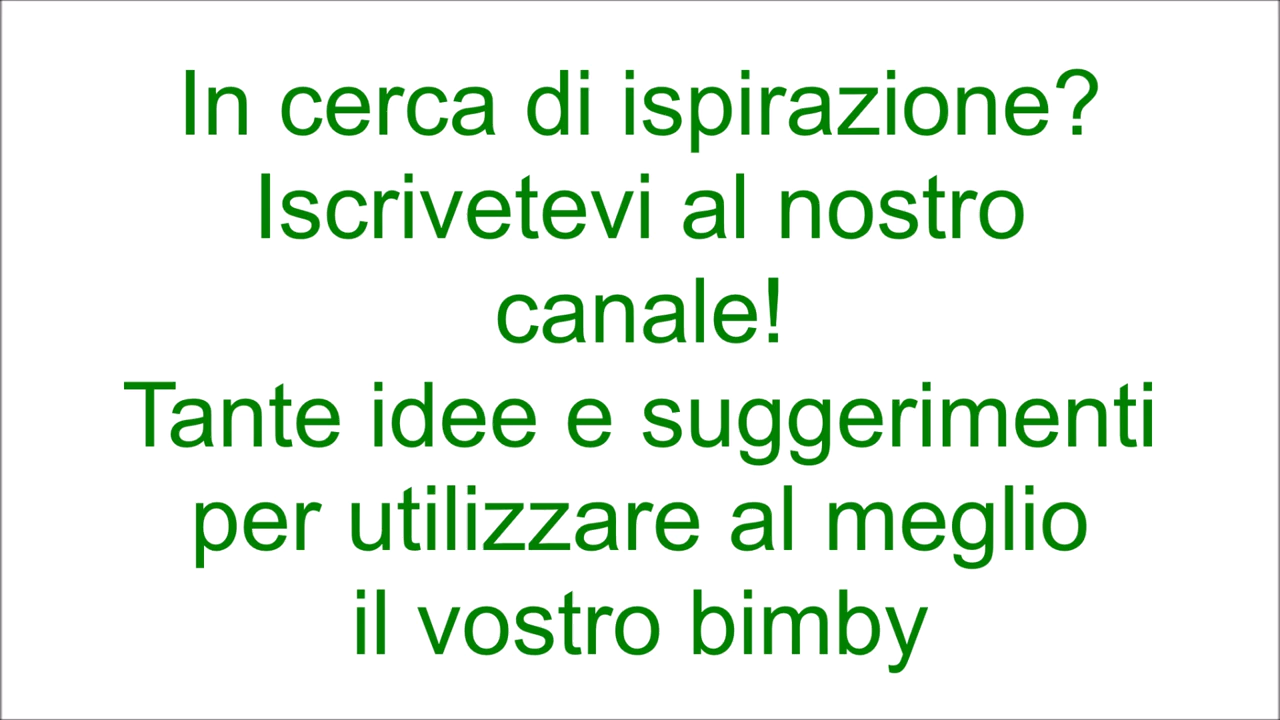 In cerca di ispirazione?
Iscrivetevi al nostro
canale!
Tante idee e suggerimenti
per utilizzare al meglio
il vostro bimby